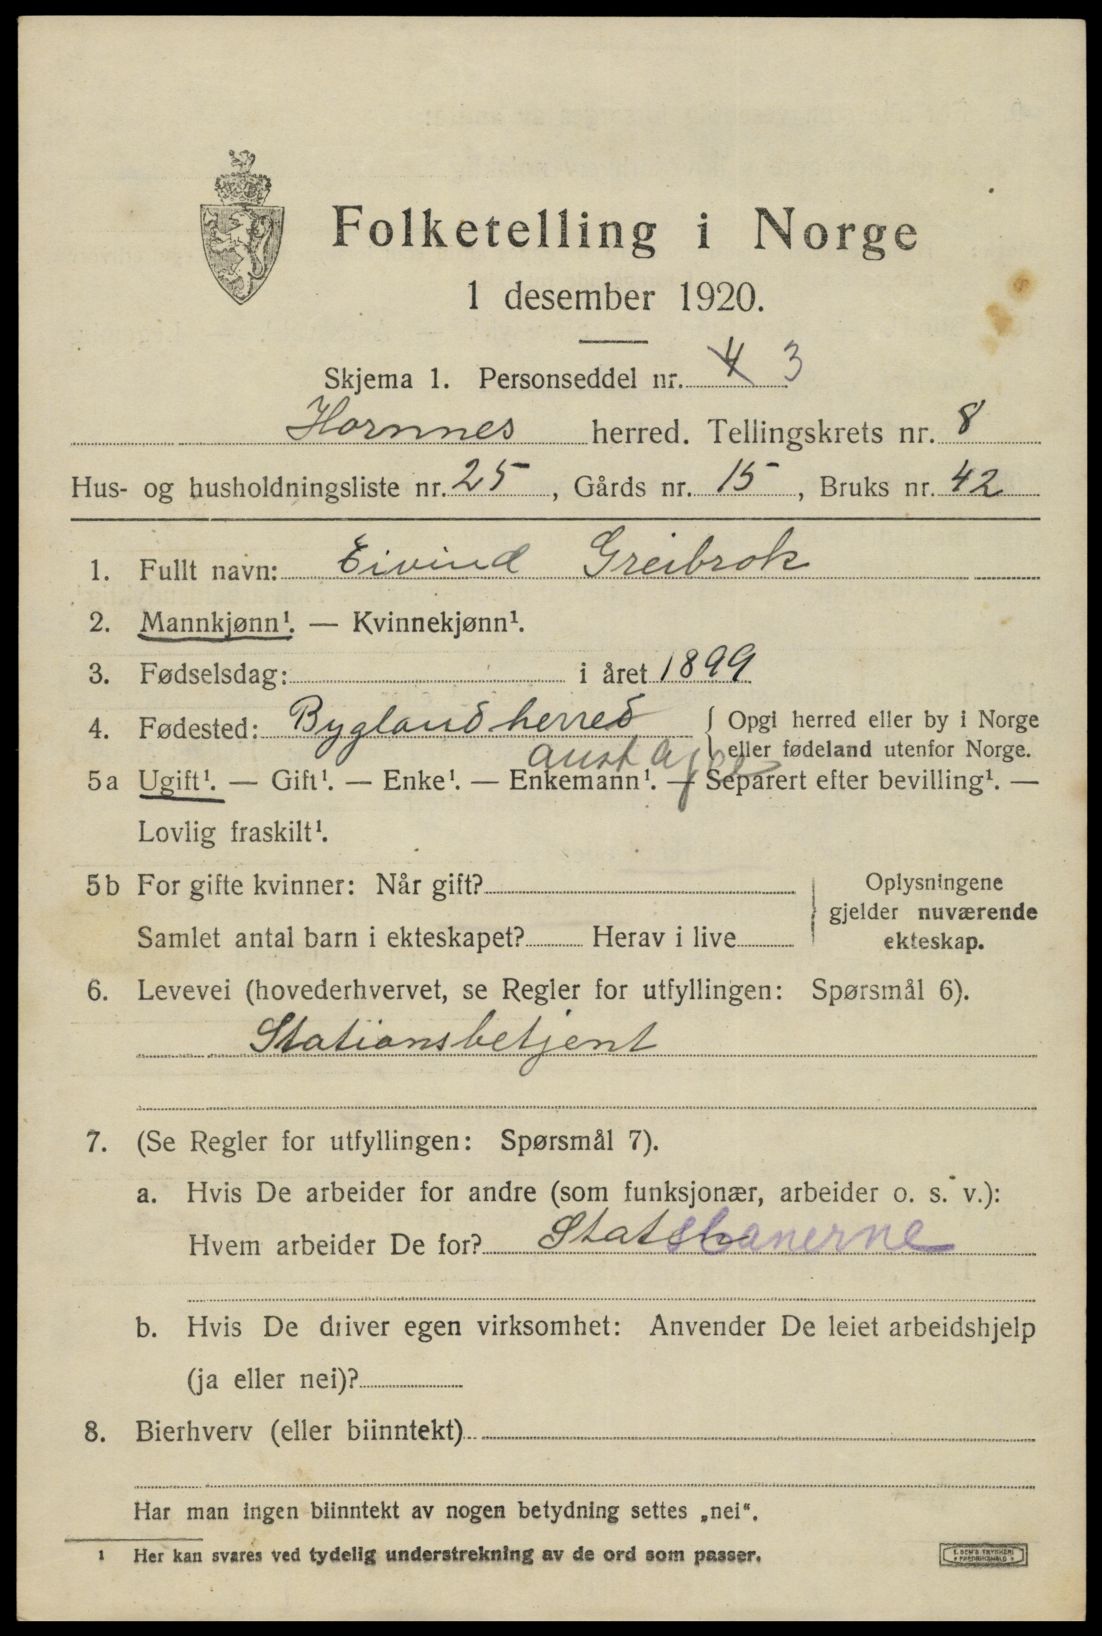 Folketelling i Norge
1 desember 1920.
Skjema 1. Personseddel nr. 4 3
Hornnes herred. Tellingskrets nr. 8
Hus- og husholdningsliste nr. 25, Gårds nr. 15, Bruks nr. 42
1. Fullt navn: Eivind Greibrok
2. Mannkjønn¹. — Kvinnekjønn¹.
3. Fødselsdag: i året 1899
4. Fødested: Bygland herred { Opgi herred eller by i Norge
eller fødeland utenfor Norge.
aust Agder
5a Ugift¹. — Gift¹. — Enke¹. — Enkemann¹. — Separert efter bevilling¹. —
Lovlig fraskilt¹.
5b For gifte kvinner: Når gift? } Oplysningene
gjelder nuværende
Samlet antal barn i ekteskapet? Herav i live ekteskap.
6. Levevei (hovederhvervet, se Regler for utfyllingen: Spørsmål 6).
Stationsbetjent
7. (Se Regler for utfyllingen: Spørsmål 7).
a. Hvis De arbeider for andre (som funksjonær, arbeider o. s. v.):
Hvem arbeider De for? Statsbanerne
b. Hvis De driver egen virksomhet: Anvender De leiet arbeidshjelp
(ja eller nei)?
8. Bierhverv (eller biinntekt)
Har man ingen biinntekt av nogen betydning settes „nei“.
¹ Her kan svares ved tydelig understrekning av de ord som passer.